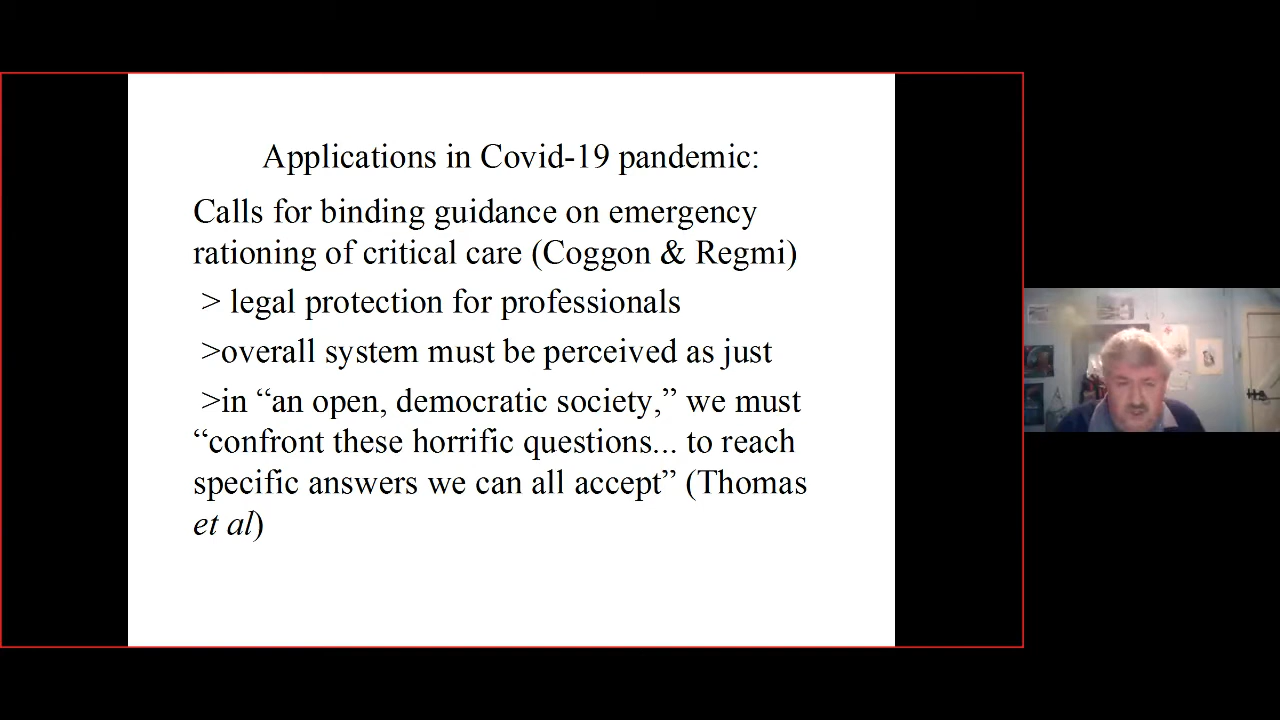 Applications in Covid-19 pandemic:
Calls for binding guidance on emergency
rationing of critical care (Coggon & Regmi)
> legal protection for professionals
>overall system must be perceived as just
>in “an open, democratic society,” we must
“confront these horrific questions... to reach
specific answers we can all accept” (Thomas
et al)